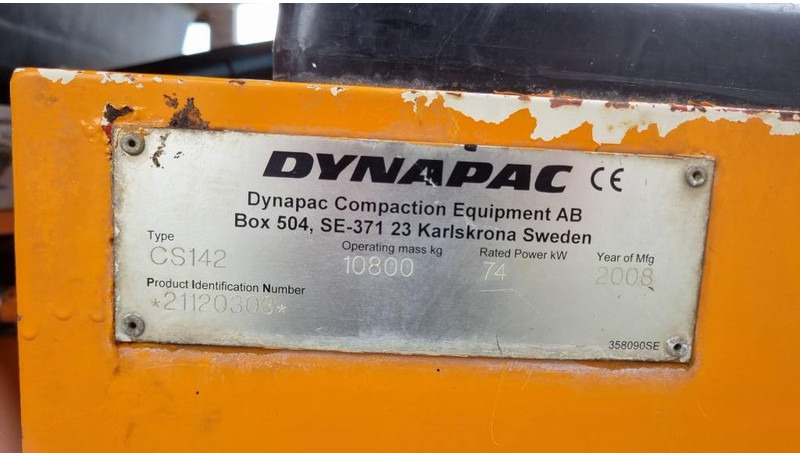 DYNAPAC CE
Dynapac Compaction Equipment AB
Box 504, SE-371 23 Karlskrona Sweden
Type Operating mass kg Rated Power kW Year of Mfg
CS142 10800 74 2008
Product Identification Number
*21120303*
358090SE